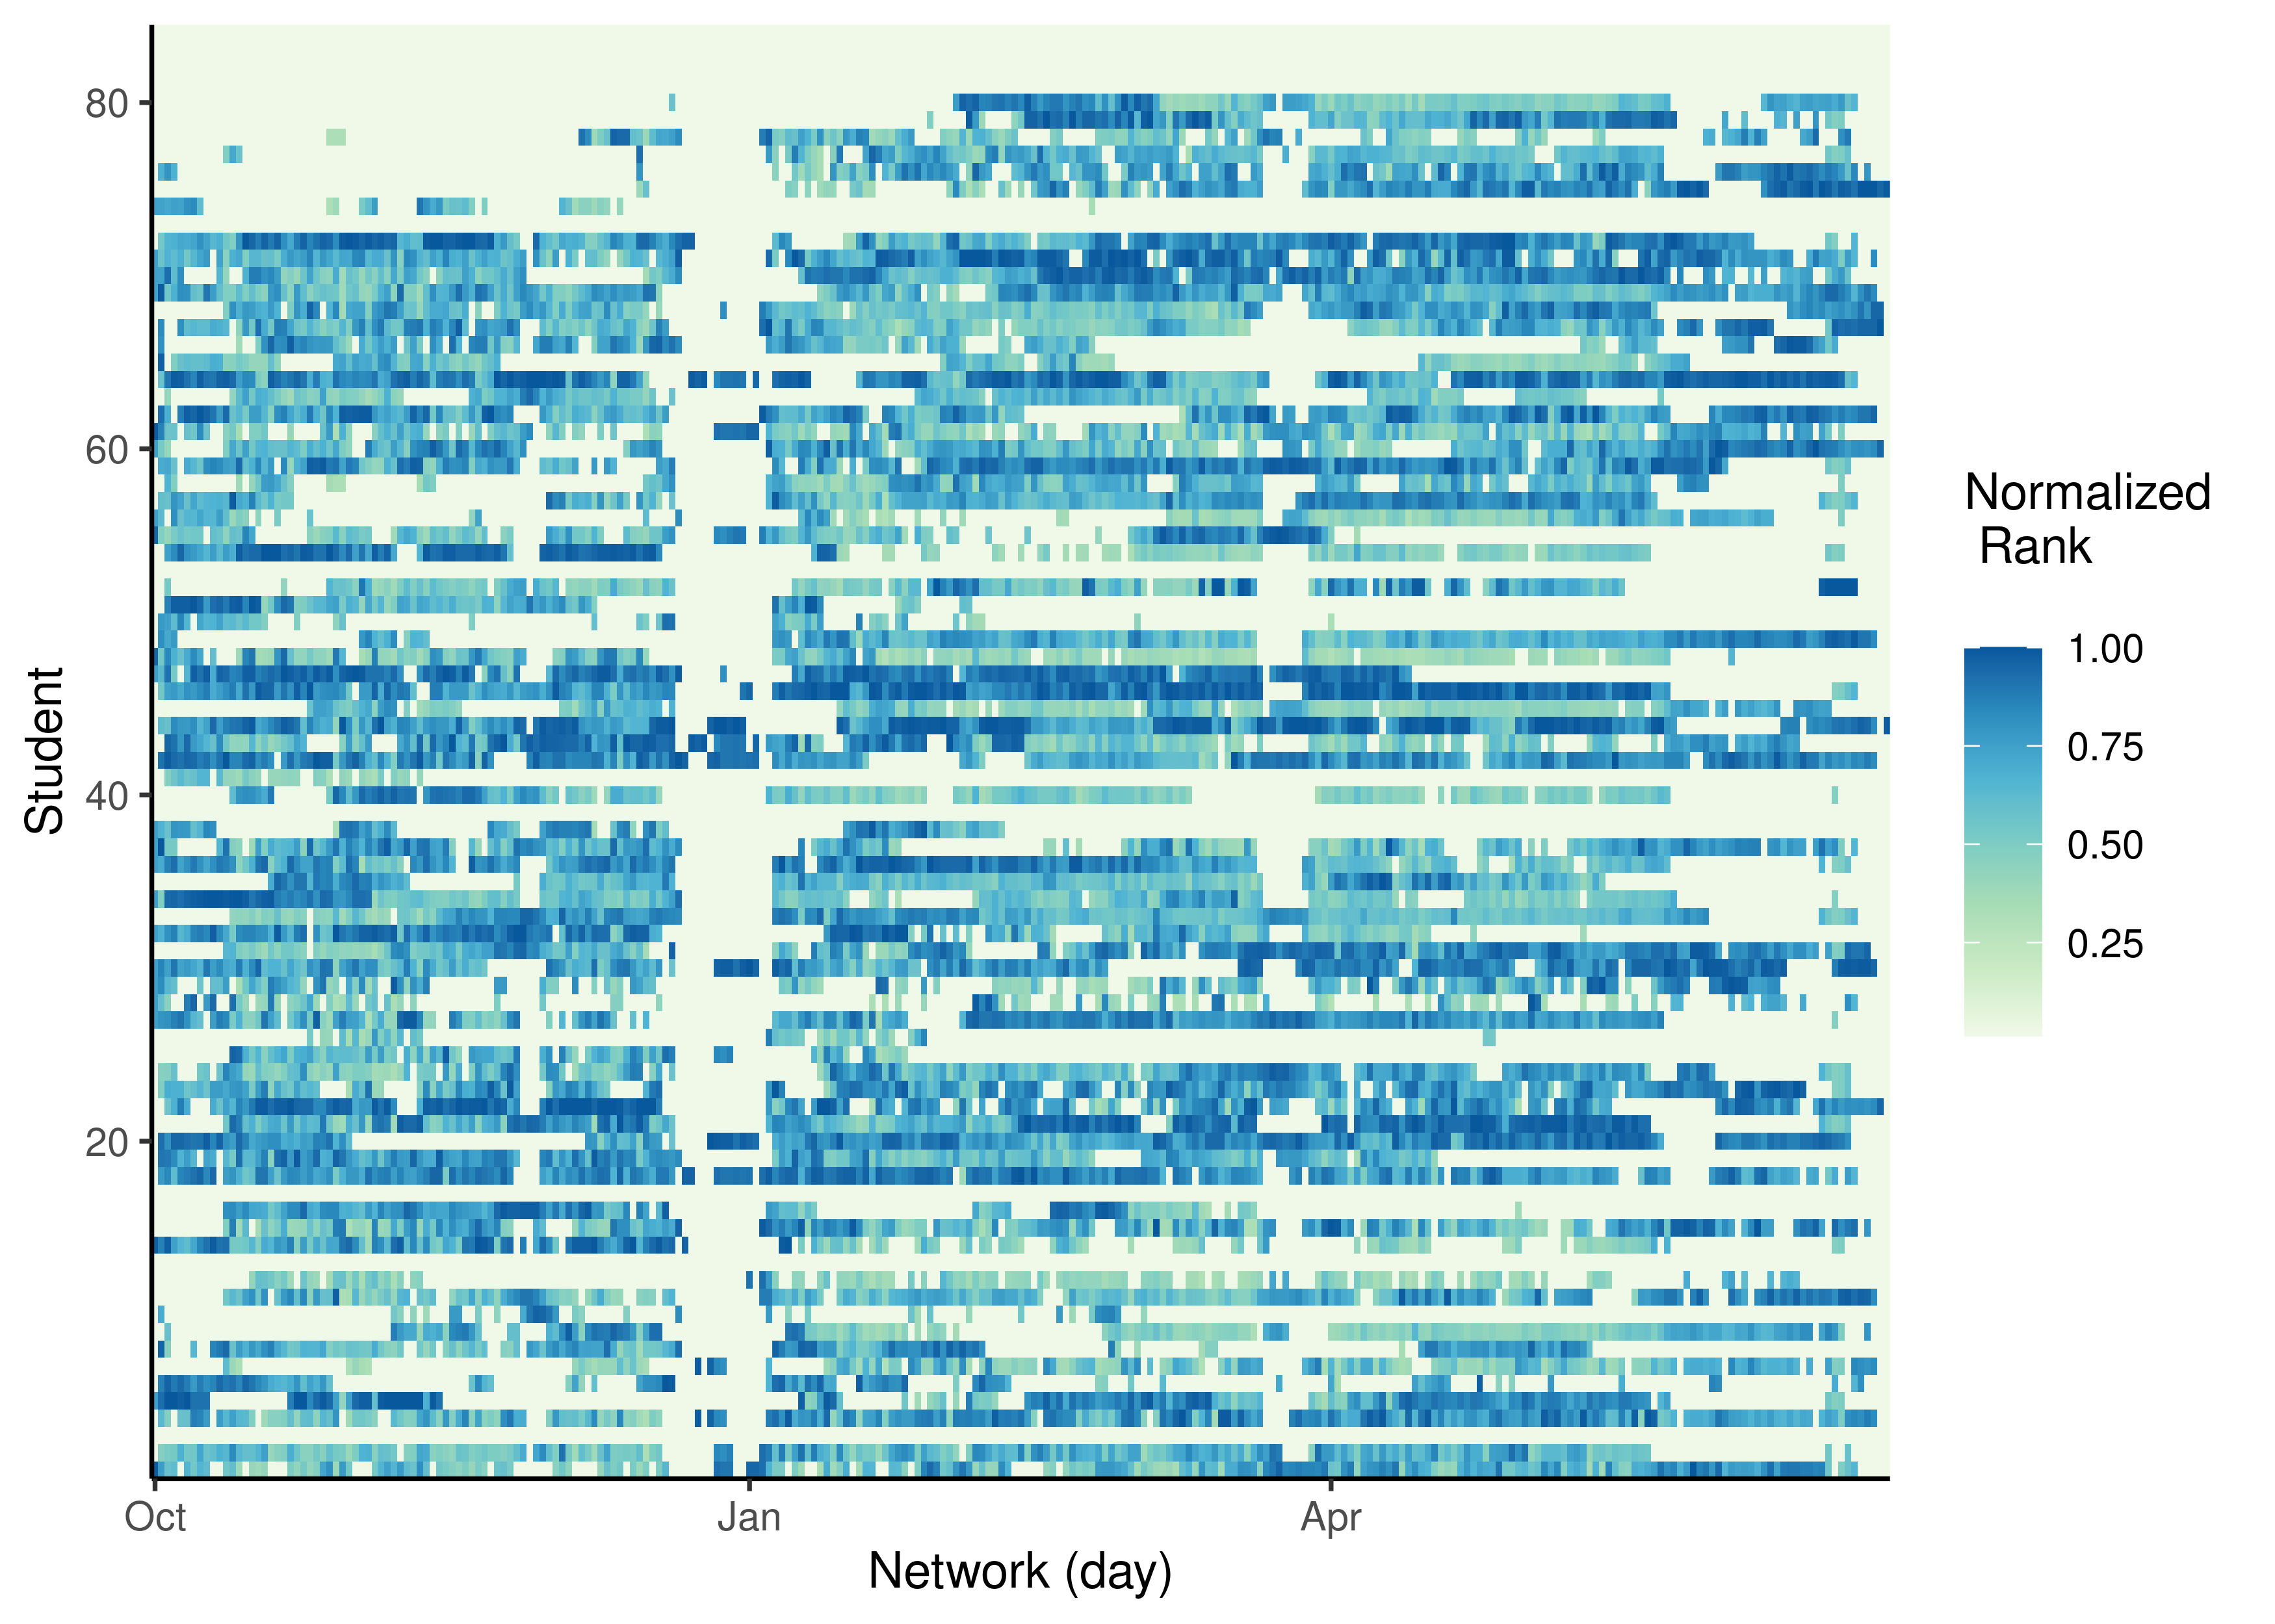 80
60
40
20
Student
Oct
Jan
Apr
Network (day)
Normalized
Rank
1.00
0.75
0.50
0.25